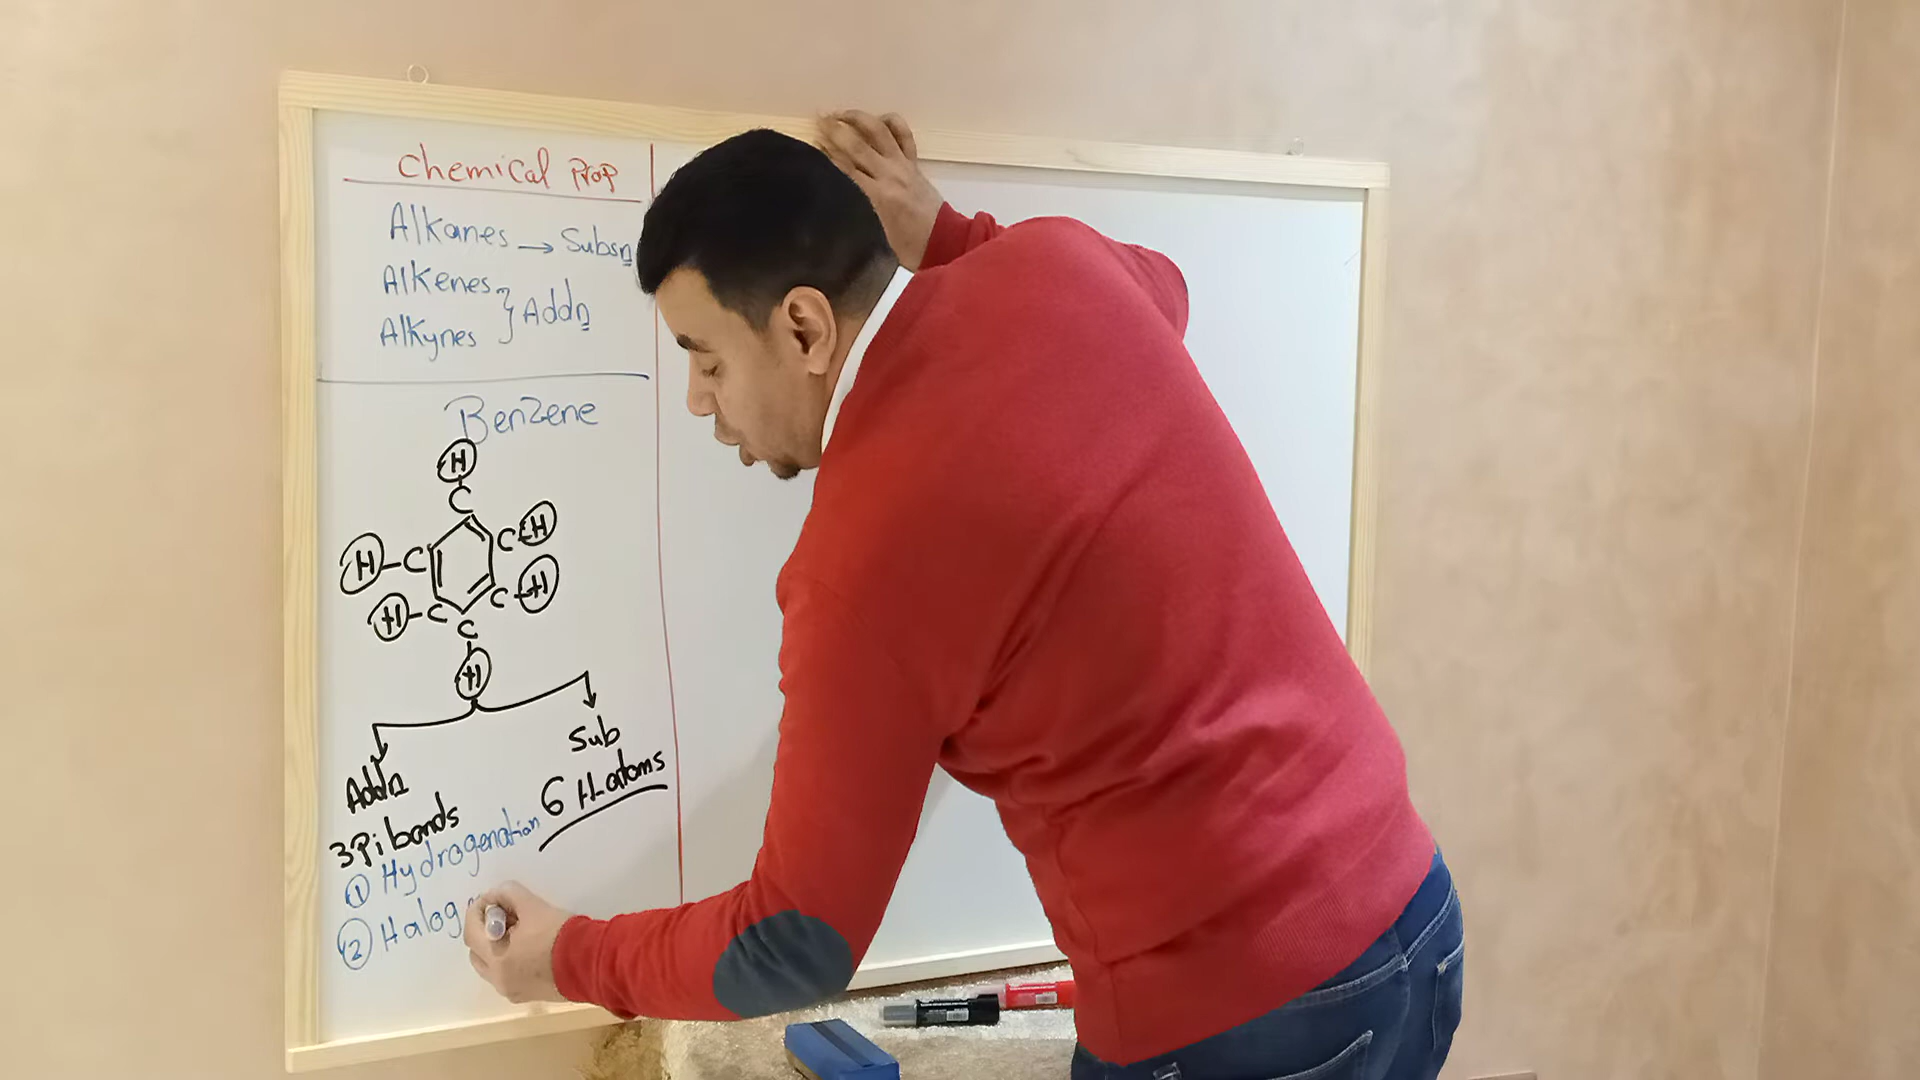 Chemical Prop
Alkanes → Subsn
Alkenes } Addn
Alkynes
Benzene
H
C
C H
H - C
C - H
H - C
C
H
Sub
Addn
6 H-atoms
3 Pi bonds
① Hydrogenation
② Halog